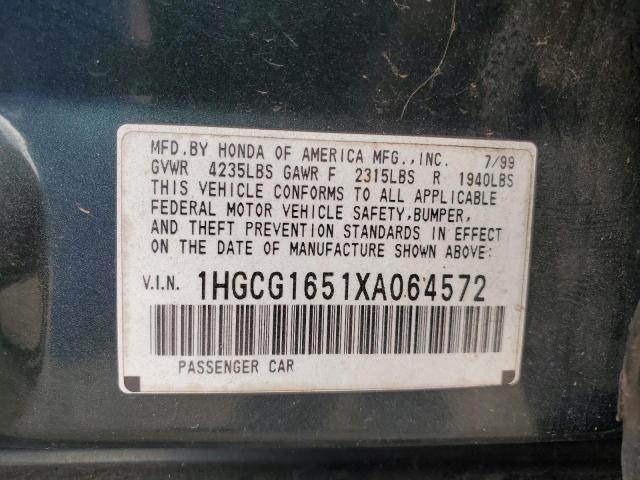 MFD.BY HONDA OF AMERICA MFG.,INC. 7/99
GVWR 4235LBS GAWR F 2315LBS R 1940LBS
THIS VEHICLE CONFORMS TO ALL APPLICABLE
FEDERAL MOTOR VEHICLE SAFETY,BUMPER,
AND THEFT PREVENTION STANDARDS IN EFFECT
ON THE DATE OF MANUFACTURE SHOWN ABOVE:
V.I.N. 1HGCG1651XA064572
PASSENGER CAR